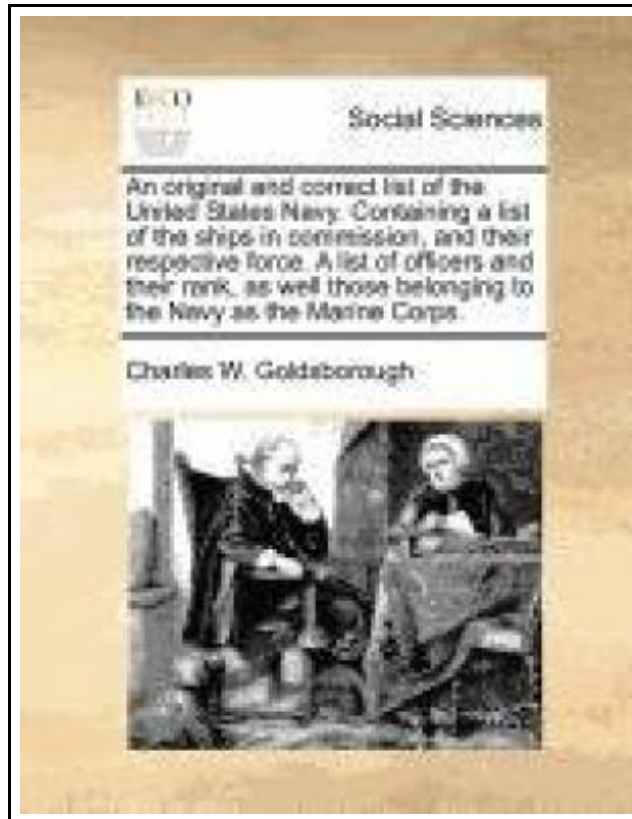 ECCO
Social Sciences
An original and correct list of the
United States Navy. Containing a list
of the ships in commission, and their
respective force. A list of officers and
their rank, as well those belonging to
the Navy as the Marine Corps.
Charles W. Goldsborough